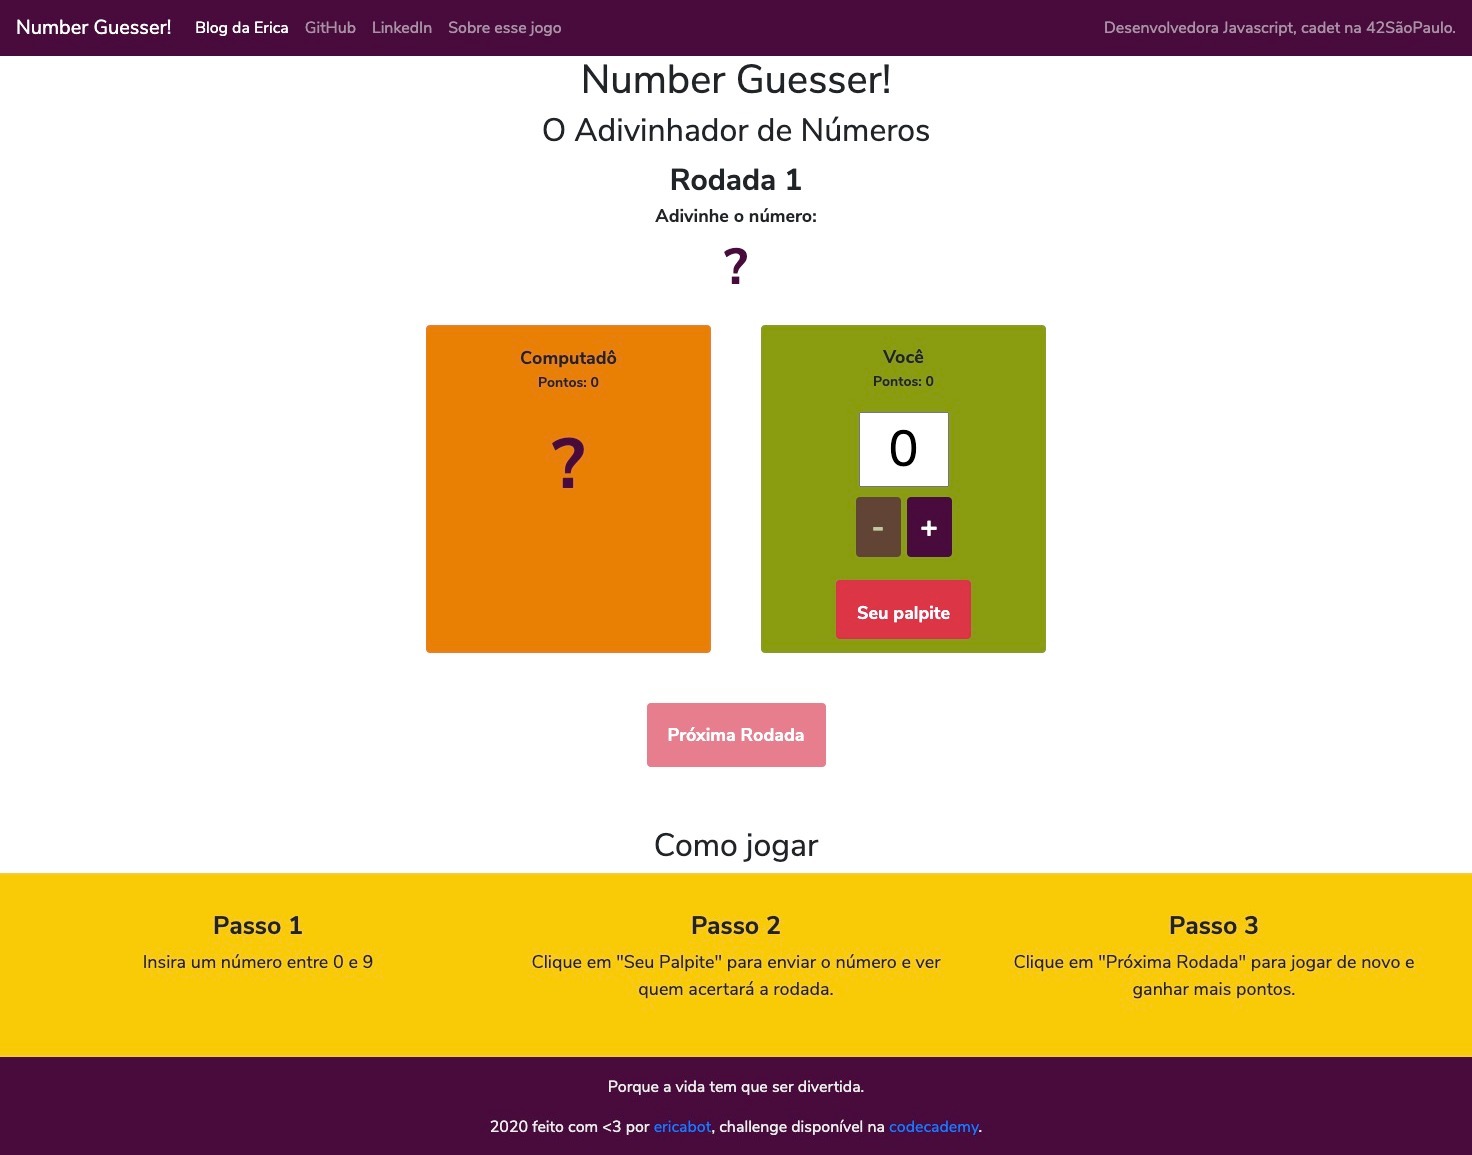 Number Guesser! Blog da Erica GitHub LinkedIn Sobre esse jogo Desenvolvedora Javascript, cadet na 42SãoPaulo.
Number Guesser!
O Adivinhador de Números
Rodada 1
Adivinhe o número:
?
Computadô
Pontos: 0
?
Você
Pontos: 0
0
- +
Seu palpite
Próxima Rodada
Como jogar
Passo 1
Insira um número entre 0 e 9
Passo 2
Clique em "Seu Palpite" para enviar o número e ver
quem acertará a rodada.
Passo 3
Clique em "Próxima Rodada" para jogar de novo e
ganhar mais pontos.
Porque a vida tem que ser divertida.
2020 feito com <3 por ericabot, challenge disponível na codecademy.